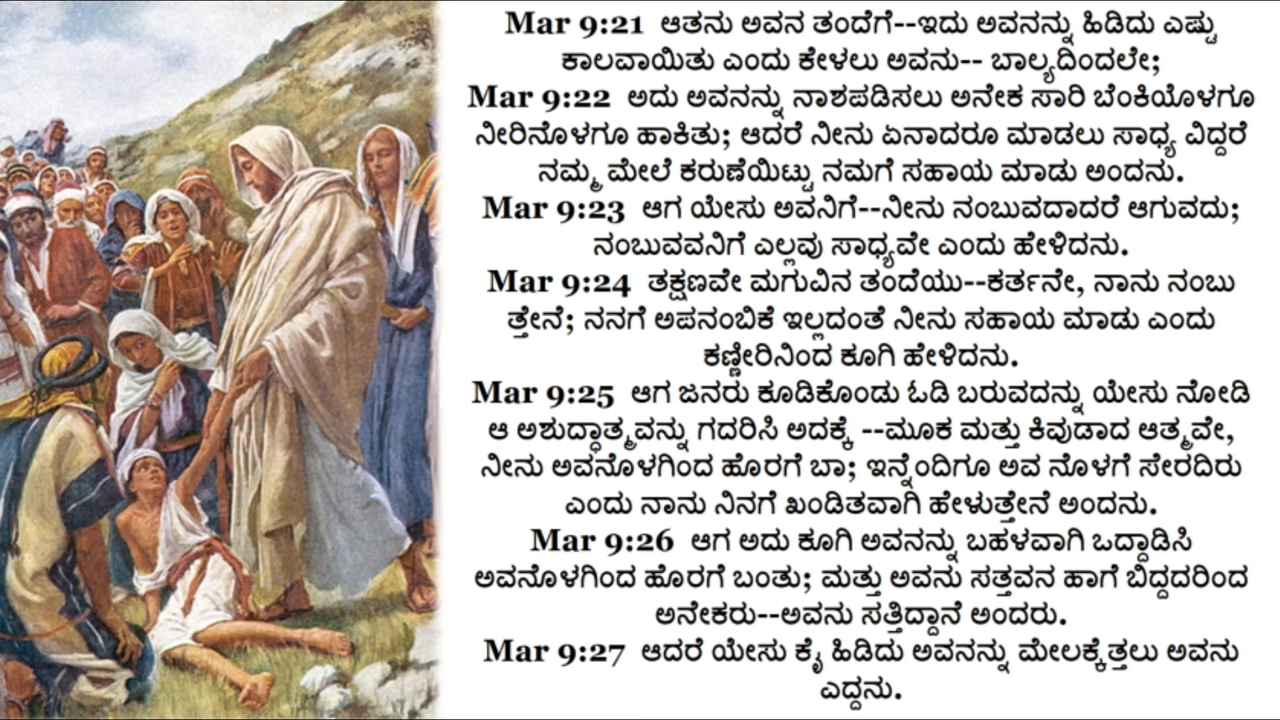 Mar 9:21 ಆತನು ಅವನ ತಂದೆಗೆ--ಇದು ಅವನನ್ನು ಹಿಡಿದು ಎಷ್ಟು
ಕಾಲವಾಯಿತು ಎಂದು ಕೇಳಲು ಅವನು-- ಬಾಲ್ಯದಿಂದಲೇ;
Mar 9:22 ಅದು ಅವನನ್ನು ನಾಶಪಡಿಸಲು ಅನೇಕ ಸಾರಿ ಬೆಂಕಿಯೊಳಗೂ
ನೀರಿನೊಳಗೂ ಹಾಕಿತು; ಆದರೆ ನೀನು ಏನಾದರೂ ಮಾಡಲು ಸಾಧ್ಯ ವಿದ್ದರೆ
ನಮ್ಮ ಮೇಲೆ ಕರುಣೆಯಿಟ್ಟು ನಮಗೆ ಸಹಾಯ ಮಾಡು ಅಂದನು.
Mar 9:23 ಆಗ ಯೇಸು ಅವನಿಗೆ--ನೀನು ನಂಬುವದಾದರೆ ಆಗುವದು;
ನಂಬುವವನಿಗೆ ಎಲ್ಲವು ಸಾಧ್ಯವೇ ಎಂದು ಹೇಳಿದನು.
Mar 9:24 ತಕ್ಷಣವೇ ಮಗುವಿನ ತಂದೆಯು--ಕರ್ತನೇ, ನಾನು ನಂಬು
ತ್ತೇನೆ; ನನಗೆ ಅಪನಂಬಿಕೆ ಇಲ್ಲದಂತೆ ನೀನು ಸಹಾಯ ಮಾಡು ಎಂದು
ಕಣ್ಣೀರಿನಿಂದ ಕೂಗಿ ಹೇಳಿದನು.
Mar 9:25 ಆಗ ಜನರು ಕೂಡಿಕೊಂಡು ಓಡಿ ಬರುವದನ್ನು ಯೇಸು ನೋಡಿ
ಆ ಅಶುದ್ಧಾತ್ಮವನ್ನು ಗದರಿಸಿ ಅದಕ್ಕೆ --ಮೂಕ ಮತ್ತು ಕಿವುಡಾದ ಆತ್ಮವೇ,
ನೀನು ಅವನೊಳಗಿಂದ ಹೊರಗೆ ಬಾ; ಇನ್ನೆಂದಿಗೂ ಅವ ನೊಳಗೆ ಸೇರದಿರು
ಎಂದು ನಾನು ನಿನಗೆ ಖಂಡಿತವಾಗಿ ಹೇಳುತ್ತೇನೆ ಅಂದನು.
Mar 9:26 ಆಗ ಅದು ಕೂಗಿ ಅವನನ್ನು ಬಹಳವಾಗಿ ಒದ್ದಾಡಿಸಿ
ಅವನೊಳಗಿಂದ ಹೊರಗೆ ಬಂತು; ಮತ್ತು ಅವನು ಸತ್ತವನ ಹಾಗೆ ಬಿದ್ದದರಿಂದ
ಅನೇಕರು--ಅವನು ಸತ್ತಿದ್ದಾನೆ ಅಂದರು.
Mar 9:27 ಆದರೆ ಯೇಸು ಕೈ ಹಿಡಿದು ಅವನನ್ನು ಮೇಲಕ್ಕೆತ್ತಲು ಅವನು
ಎದ್ದನು.